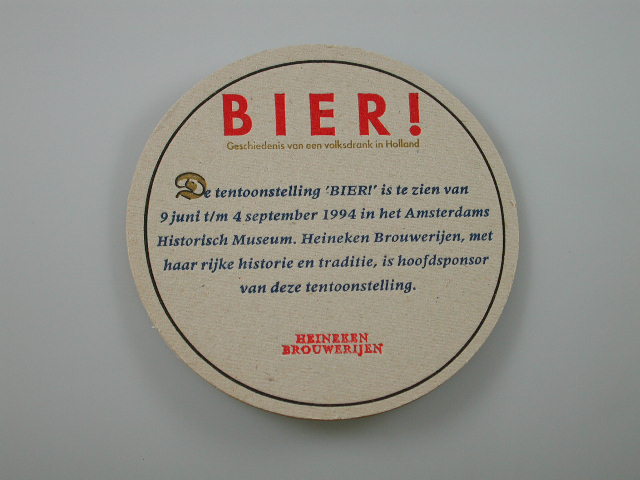 BIER!
Geschiedenis van een volksdrank in Holland
De tentoonstelling 'BIER!' is te zien van
9 juni t/m 4 september 1994 in het Amsterdams
Historisch Museum. Heineken Brouwerijen, met
haar rijke historie en traditie, is hoofdsponsor
van deze tentoonstelling.
HEINEKEN
BROUWERIJEN